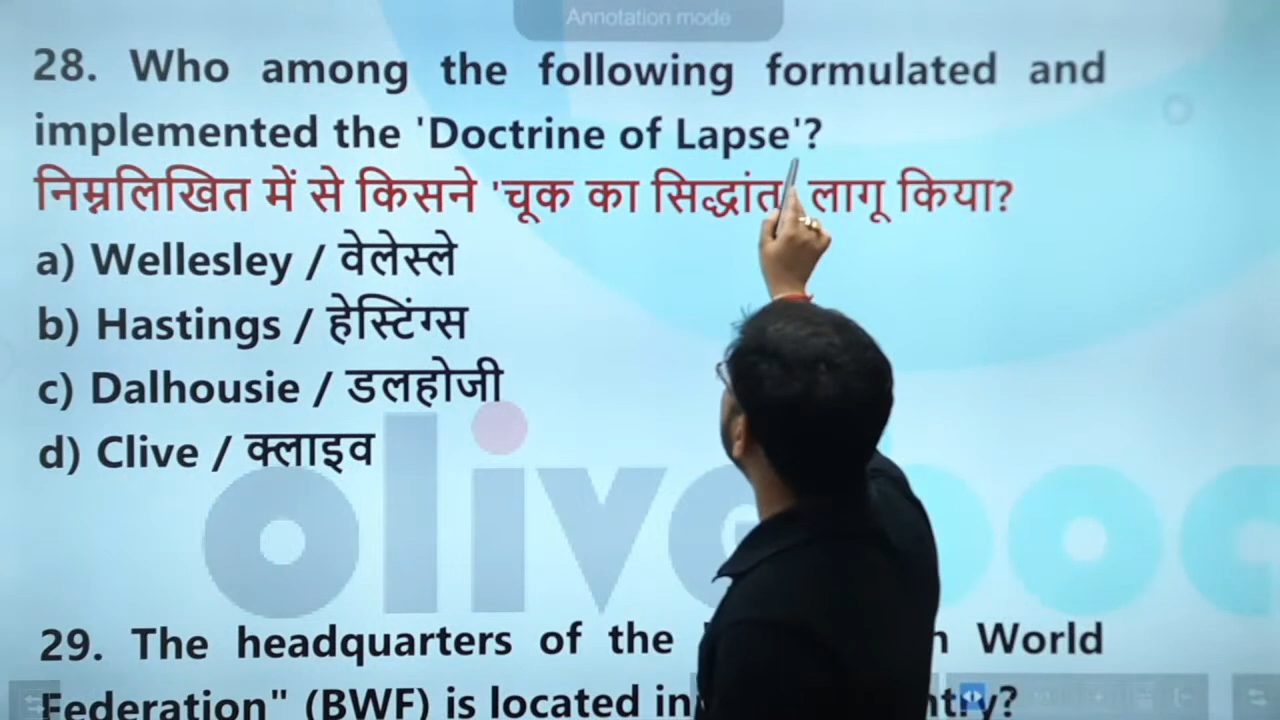 Annotation mode
28. Who among the following formulated and
implemented the 'Doctrine of Lapse'?
निम्नलिखित में से किसने 'चूक का सिद्धांत' लागू किया?
a) Wellesley / वेलेस्ले
b) Hastings / हेस्टिंग्स
c) Dalhousie / डलहोजी
d) Clive / क्लाइव
olive
29. The headquarters of the World
Federation" (BWF) is located in